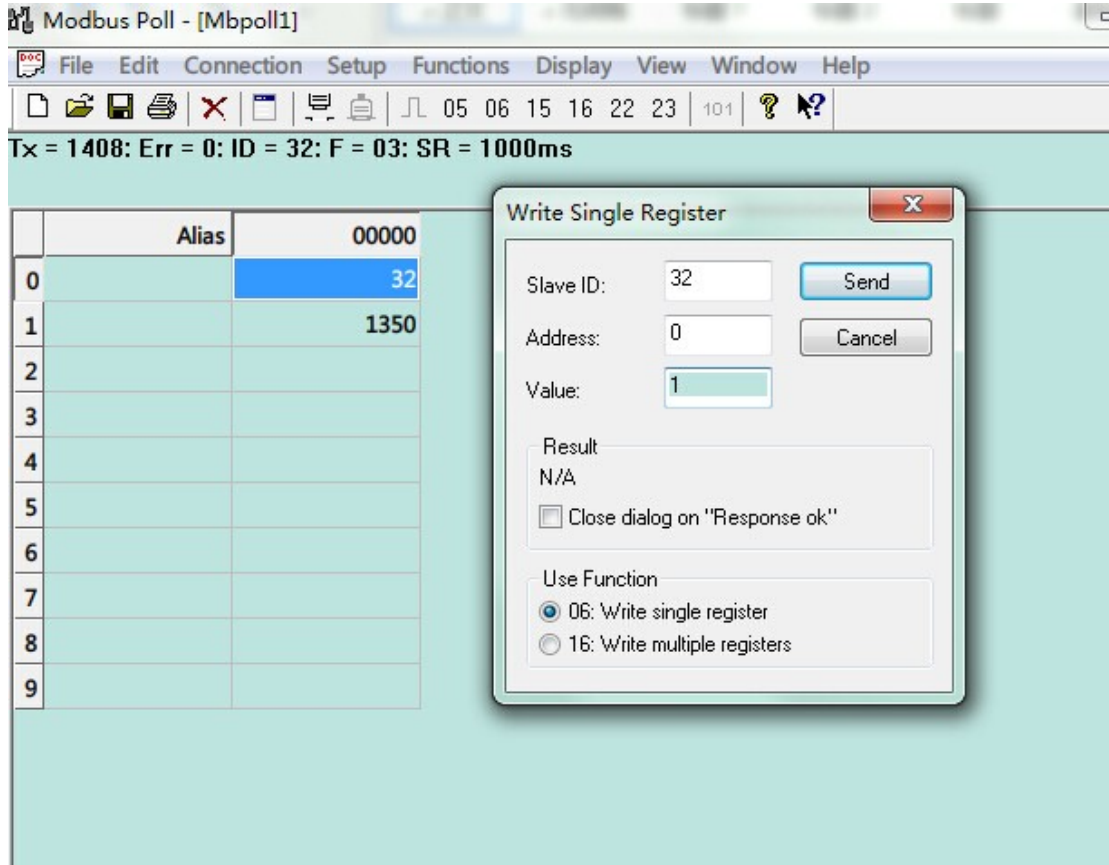 Modbus Poll - [Mbpoll1]
DOC File Edit Connection Setup Functions Display View Window Help
05 06 15 16 22 23 101
Tx = 1408: Err = 0: ID = 32: F = 03: SR = 1000ms
Alias 00000
0 32
1 1350
2
3
4
5
6
7
8
9
Write Single Register
Slave ID: 32 Send
Address: 0 Cancel
Value: 1
Result
N/A
Close dialog on "Response ok"
Use Function
06: Write single register
16: Write multiple registers